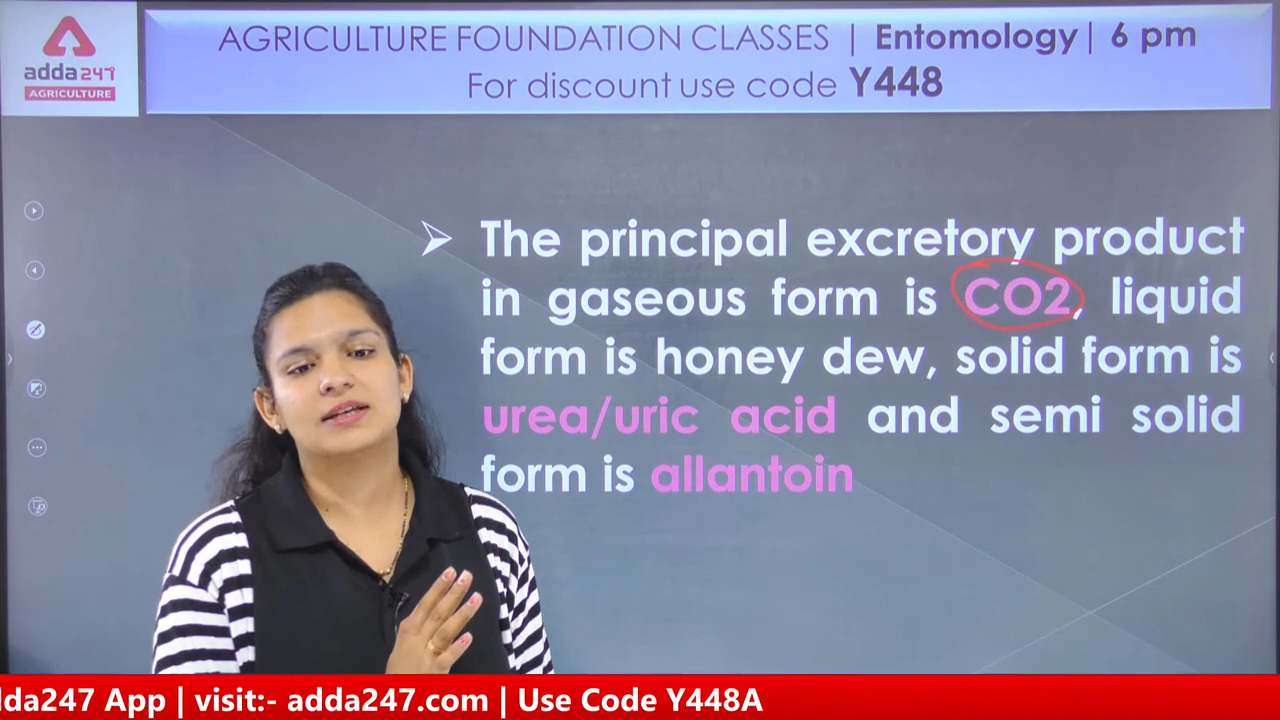 adda247
AGRICULTURE
AGRICULTURE FOUNDATION CLASSES | Entomology| 6 pm
For discount use code Y448
The principal excretory product
in gaseous form is CO2, liquid
form is honey dew, solid form is
urea/uric acid and semi solid
form is allantoin
dda247 App | visit:- adda247.com | Use Code Y448A